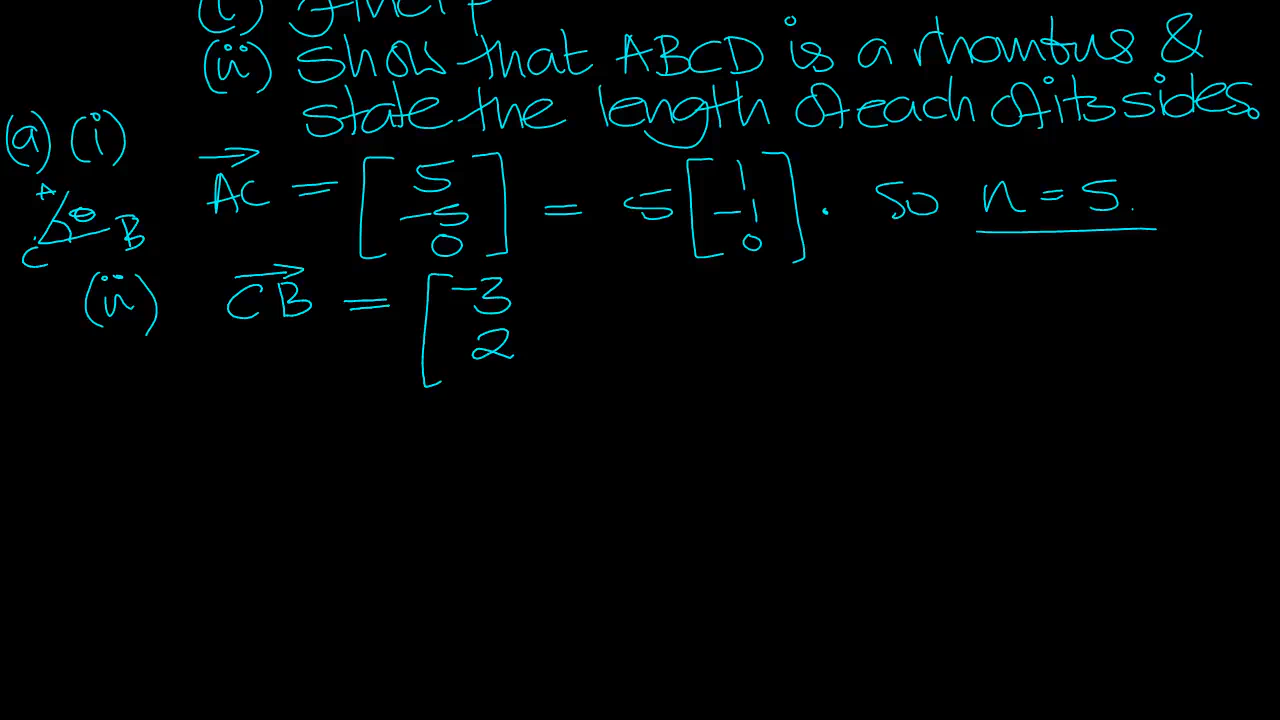 (i) Find p
(ii) Show that ABCD is a rhombus &
state the length of each of its sides.
(a) (i) AC = [5 -5 0] = 5[1 -1 0]. so n = 5.
A θ B C
(ii) CB = [-3 2